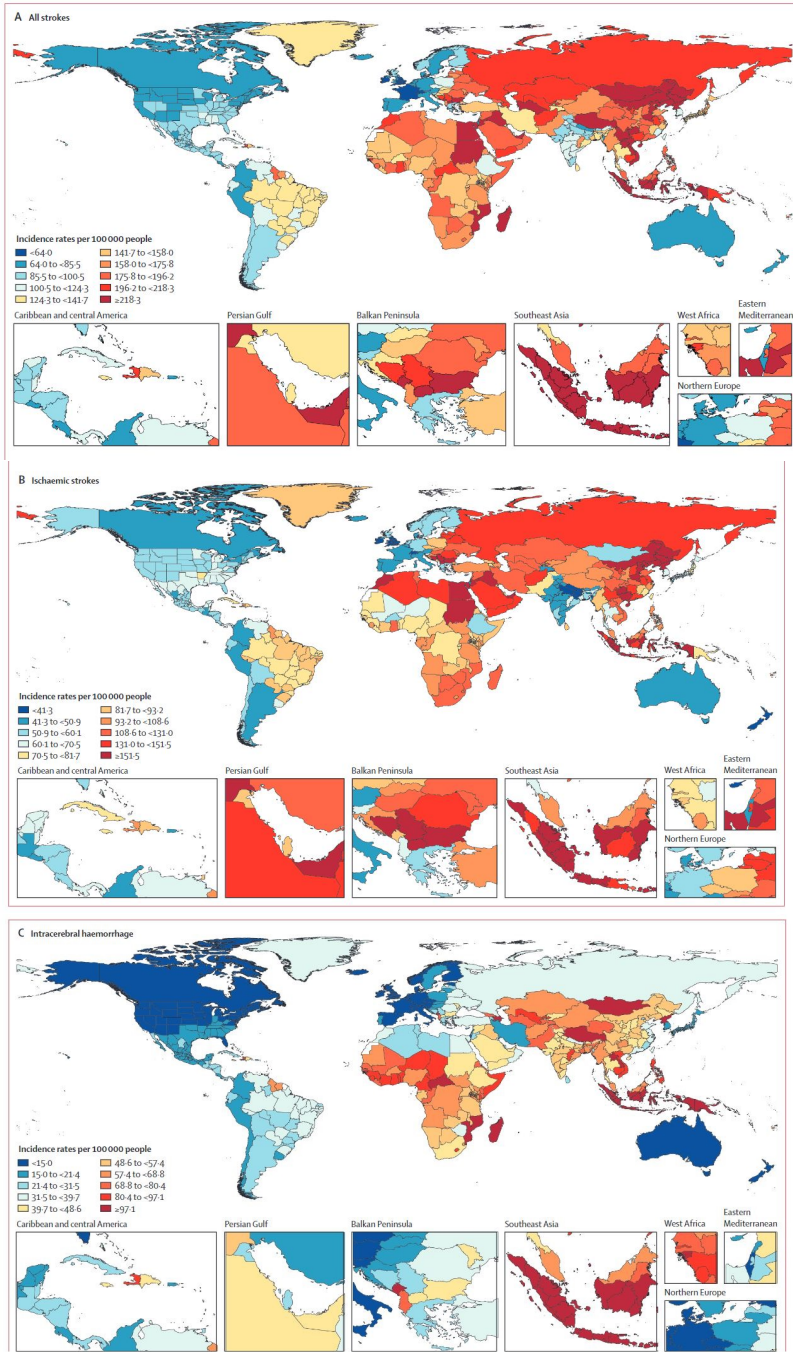 A All strokes
Incidence rates per 100 000 people
<64·0
64·0 to <85·5
85·5 to <100·5
100·5 to <124·3
124·3 to <141·7
141·7 to <158·0
158·0 to <175·8
175·8 to <196·2
196·2 to <218·3
≥218·3
Caribbean and central America
Persian Gulf
Balkan Peninsula
Southeast Asia
West Africa
Eastern
Mediterranean
Northern Europe
B Ischaemic strokes
Incidence rates per 100 000 people
<41·3
41·3 to <50·9
50·9 to <60·1
60·1 to <70·5
70·5 to <81·7
81·7 to <93·2
93·2 to <108·6
108·6 to <131·0
131·0 to <151·5
≥151·5
Caribbean and central America
Persian Gulf
Balkan Peninsula
Southeast Asia
West Africa
Eastern
Mediterranean
Northern Europe
C Intracerebral haemorrhage
Incidence rates per 100 000 people
<15·0
15·0 to <21·4
21·4 to <31·5
31·5 to <39·7
39·7 to <48·6
48·6 to <57·4
57·4 to <68·8
68·8 to <80·4
80·4 to <97·1
≥97·1
Caribbean and central America
Persian Gulf
Balkan Peninsula
Southeast Asia
West Africa
Eastern
Mediterranean
Northern Europe